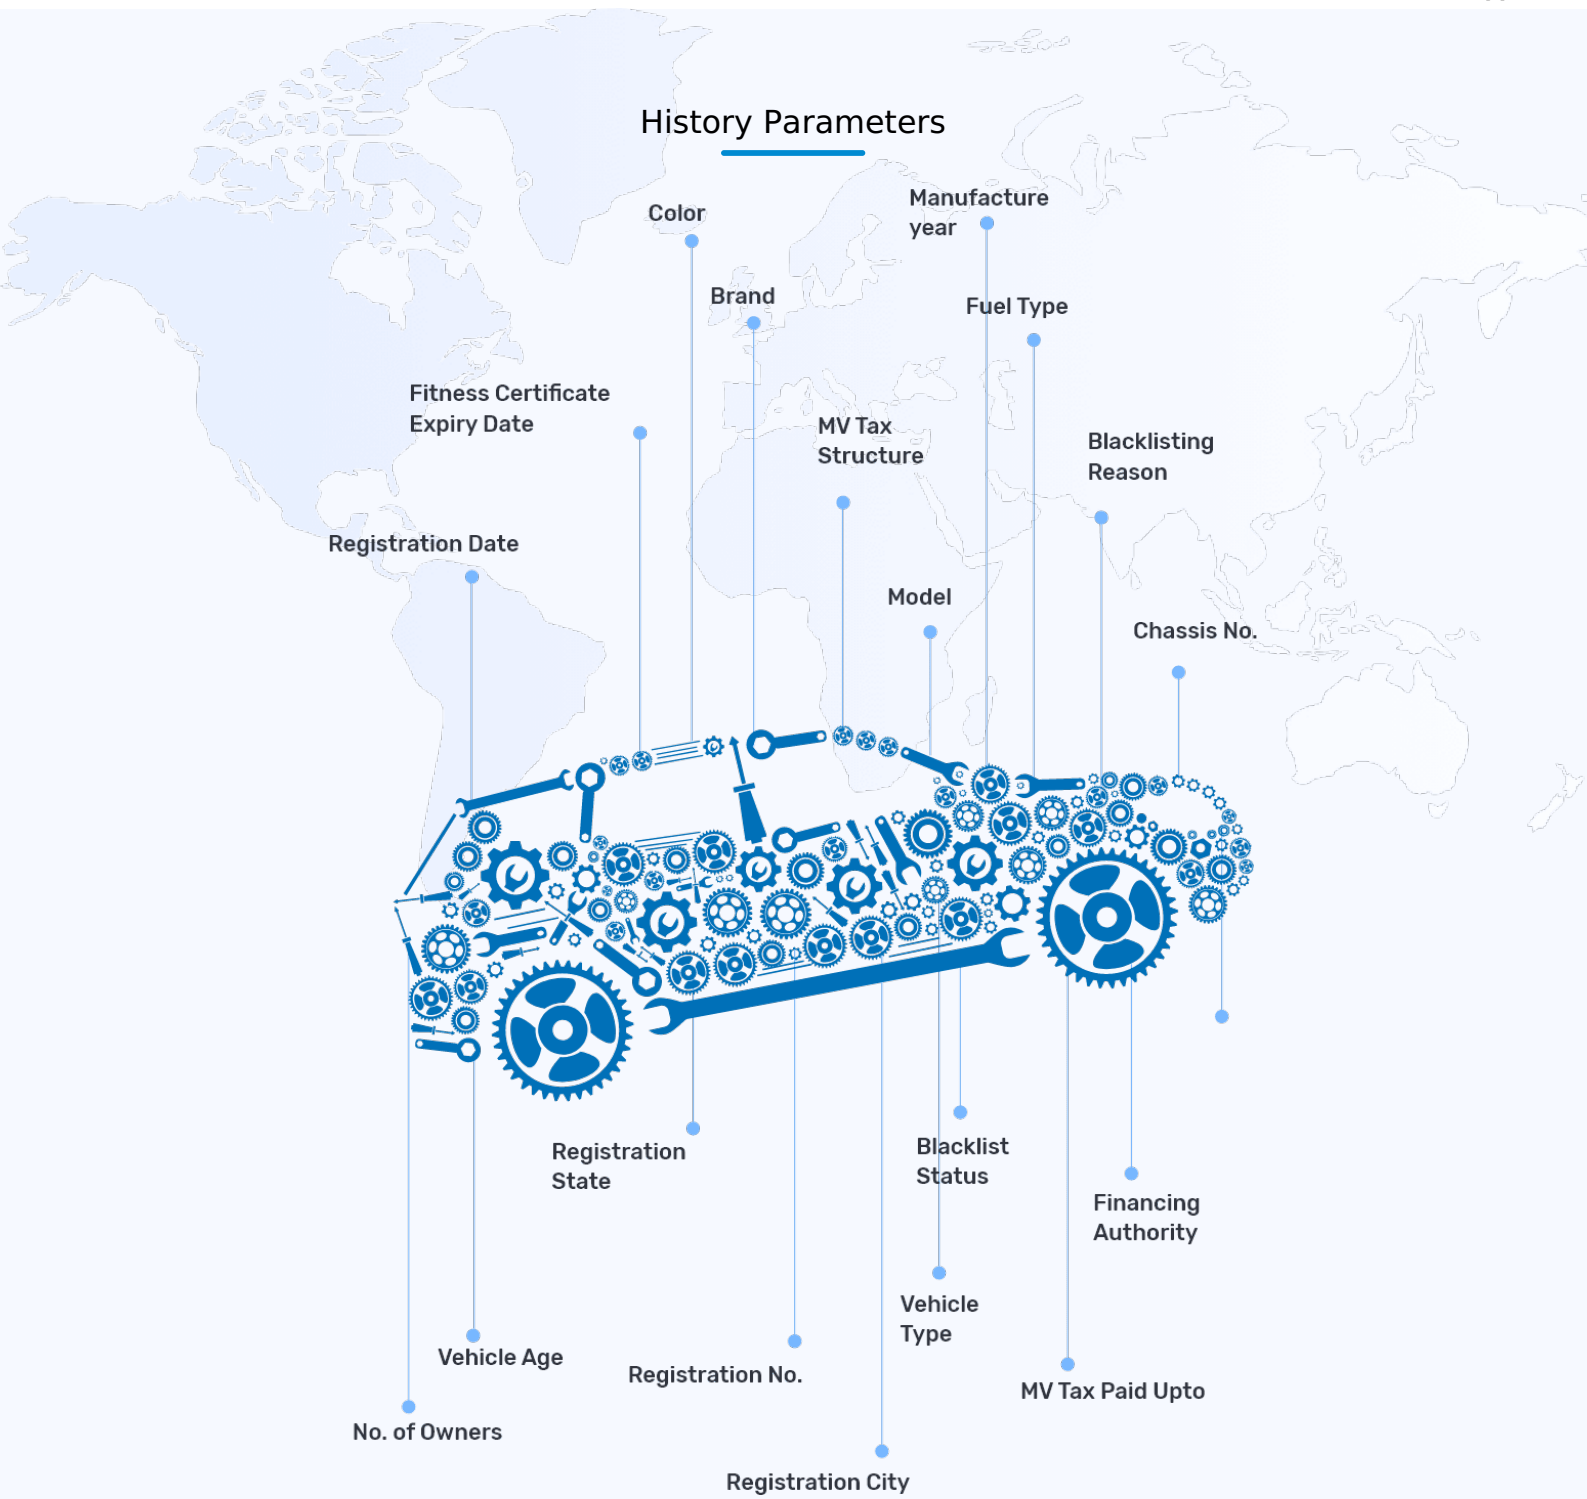 History Parameters
Manufacture
year
Color
Brand
Fuel Type
Fitness Certificate
Expiry Date
MV Tax
Structure
Blacklisting
Reason
Registration Date
Model
Chassis No.
Registration
State
Blacklist
Status
Financing
Authority
Vehicle
Type
Vehicle Age
Registration No.
MV Tax Paid Upto
No. of Owners
Registration City